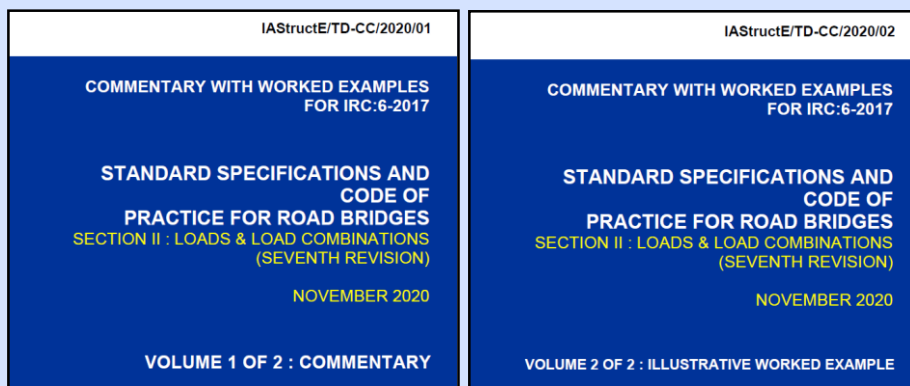 IAStructE/TD-CC/2020/01
COMMENTARY WITH WORKED EXAMPLES
FOR IRC:6-2017
STANDARD SPECIFICATIONS AND
CODE OF
PRACTICE FOR ROAD BRIDGES
SECTION II : LOADS & LOAD COMBINATIONS
(SEVENTH REVISION)
NOVEMBER 2020
VOLUME 1 OF 2 : COMMENTARY
IAStructE/TD-CC/2020/02
COMMENTARY WITH WORKED EXAMPLES
FOR IRC:6-2017
STANDARD SPECIFICATIONS AND
CODE OF
PRACTICE FOR ROAD BRIDGES
SECTION II : LOADS & LOAD COMBINATIONS
(SEVENTH REVISION)
NOVEMBER 2020
VOLUME 2 OF 2 : ILLUSTRATIVE WORKED EXAMPLE